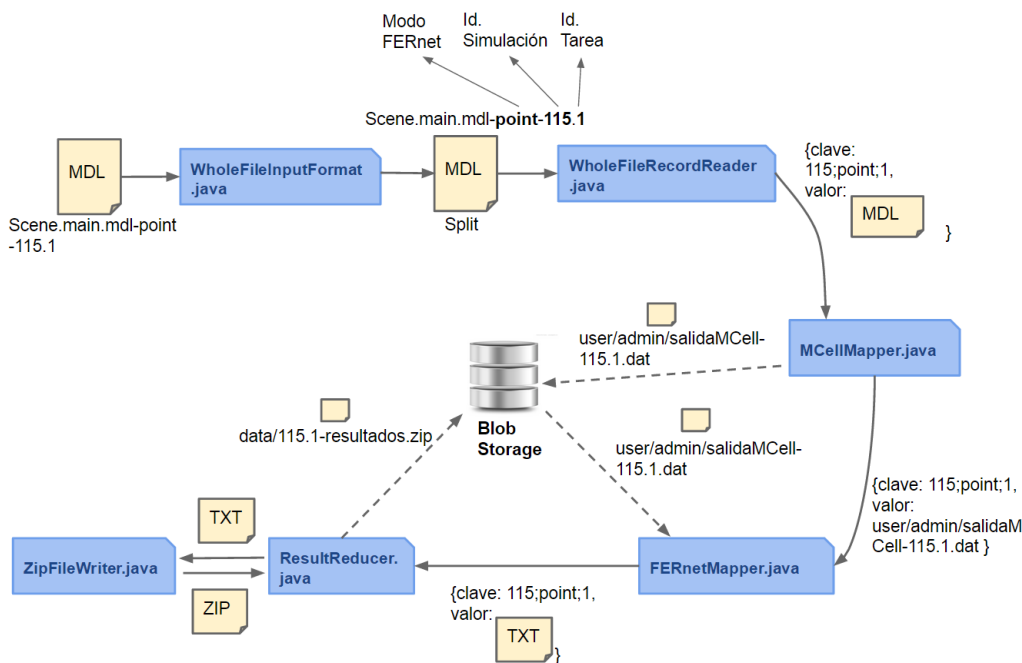 Modo
FERnet
Id.
Simulación
Id.
Tarea
Scene.main.mdl-point-115.1
MDL
Scene.main.mdl-point
-115.1
WholeFileInputFormat
.java
MDL
Split
WholeFileRecordReader
.java
{clave:
115;point;1,
valor:
MDL
}
MCellMapper.java
user/admin/salidaMCell-
115.1.dat
Blob
Storage
data/115.1-resultados.zip
user/admin/salidaMCell-
115.1.dat
{clave: 115;point;1,
valor:
user/admin/salidaM
Cell-115.1.dat }
TXT
ZipFileWriter.java
ZIP
ResultReducer.
java
FERnetMapper.java
{clave: 115;point;1,
valor:
TXT
}